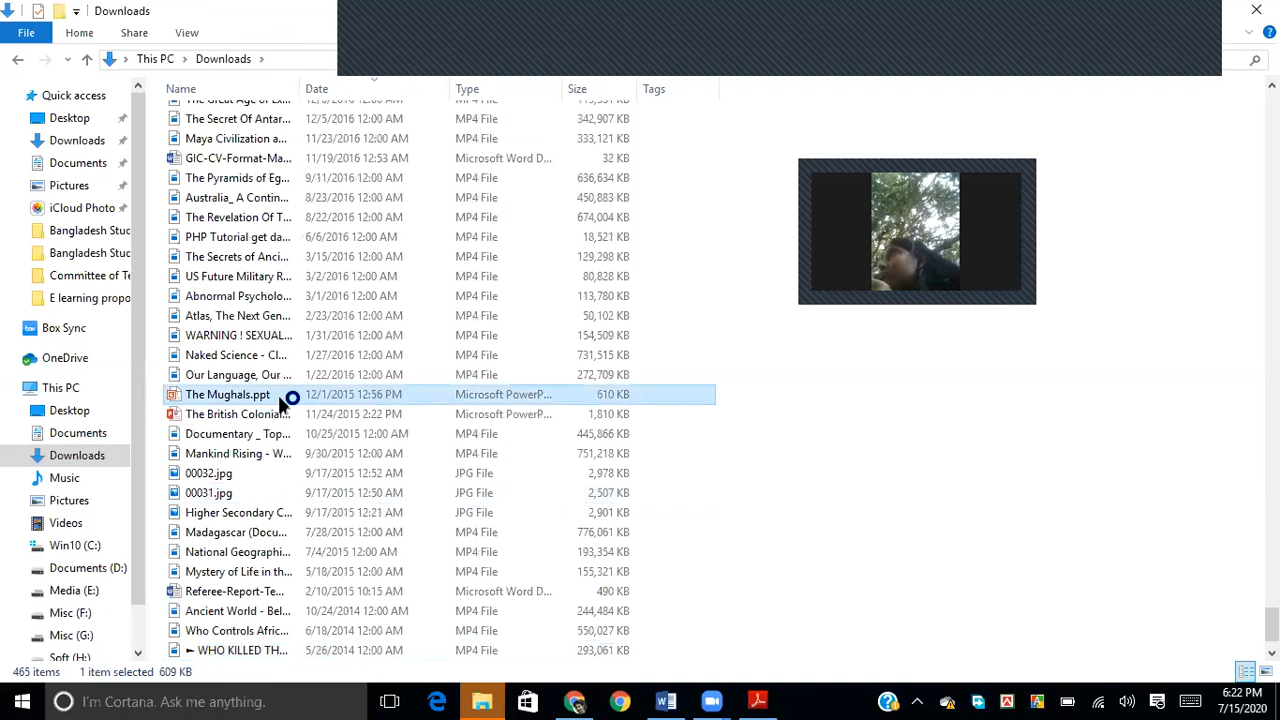 Downloads
File Home Share View
This PC Downloads
Name Date Type Size Tags
The Great Age of Ex...
The Secret Of Antar... 12/5/2016 12:00 AM MP4 File 342,907 KB
Maya Civilization a... 11/23/2016 12:00 AM MP4 File 333,121 KB
GIC-CV-Format-Ma... 11/19/2016 12:53 AM Microsoft Word D... 32 KB
The Pyramids of Eg... 9/11/2016 12:00 AM MP4 File 636,634 KB
Australia_ A Contin... 8/23/2016 12:00 AM MP4 File 450,883 KB
The Revelation Of T... 8/22/2016 12:00 AM MP4 File 674,004 KB
PHP Tutorial get da... 6/6/2016 12:00 AM MP4 File 18,521 KB
The Secrets of Anci... 3/15/2016 12:00 AM MP4 File 129,298 KB
US Future Military R... 3/2/2016 12:00 AM MP4 File 80,828 KB
Abnormal Psycholo... 3/1/2016 12:00 AM MP4 File 113,780 KB
Atlas, The Next Gen... 2/23/2016 12:00 AM MP4 File 50,102 KB
WARNING ! SEXUAL... 1/31/2016 12:00 AM MP4 File 154,509 KB
Naked Science - Cl... 1/27/2016 12:00 AM MP4 File 731,515 KB
Our Language, Our ... 1/22/2016 12:00 AM MP4 File 272,709 KB
The Mughals.ppt 12/1/2015 12:56 PM Microsoft PowerP... 610 KB
The British Colonial... 11/24/2015 2:22 PM Microsoft PowerP... 1,810 KB
Documentary _ Top... 10/25/2015 12:00 AM MP4 File 445,866 KB
Mankind Rising - W... 9/30/2015 12:00 AM MP4 File 751,218 KB
00032.jpg 9/17/2015 12:52 AM JPG File 2,978 KB
00031.jpg 9/17/2015 12:50 AM JPG File 2,507 KB
Higher Secondary C... 9/17/2015 12:21 AM JPG File 2,901 KB
Madagascar (Docu... 7/28/2015 12:00 AM MP4 File 776,061 KB
National Geographi... 7/4/2015 12:00 AM MP4 File 193,354 KB
Mystery of Life in th... 5/18/2015 12:00 AM MP4 File 155,321 KB
Referee-Report-Te... 2/10/2015 10:15 AM Microsoft Word D... 490 KB
Ancient World - Bel... 10/24/2014 12:00 AM MP4 File 244,484 KB
Who Controls Afric... 6/18/2014 12:00 AM MP4 File 550,027 KB
► WHO KILLED TH... 5/26/2014 12:00 AM MP4 File 293,061 KB
Quick access
Desktop
Downloads
Documents
Pictures
iCloud Photo
Bangladesh Stuc
Bangladesh Stuc
Committee of Te
E learning propo
Box Sync
OneDrive
This PC
Desktop
Documents
Downloads
Music
Pictures
Videos
Win10 (C:)
Documents (D:)
Media (E:)
Misc (F:)
Misc (G:)
Soft (H:)
465 items 1 item selected 609 KB
I'm Cortana. Ask me anything.
6:22 PM
7/15/2020